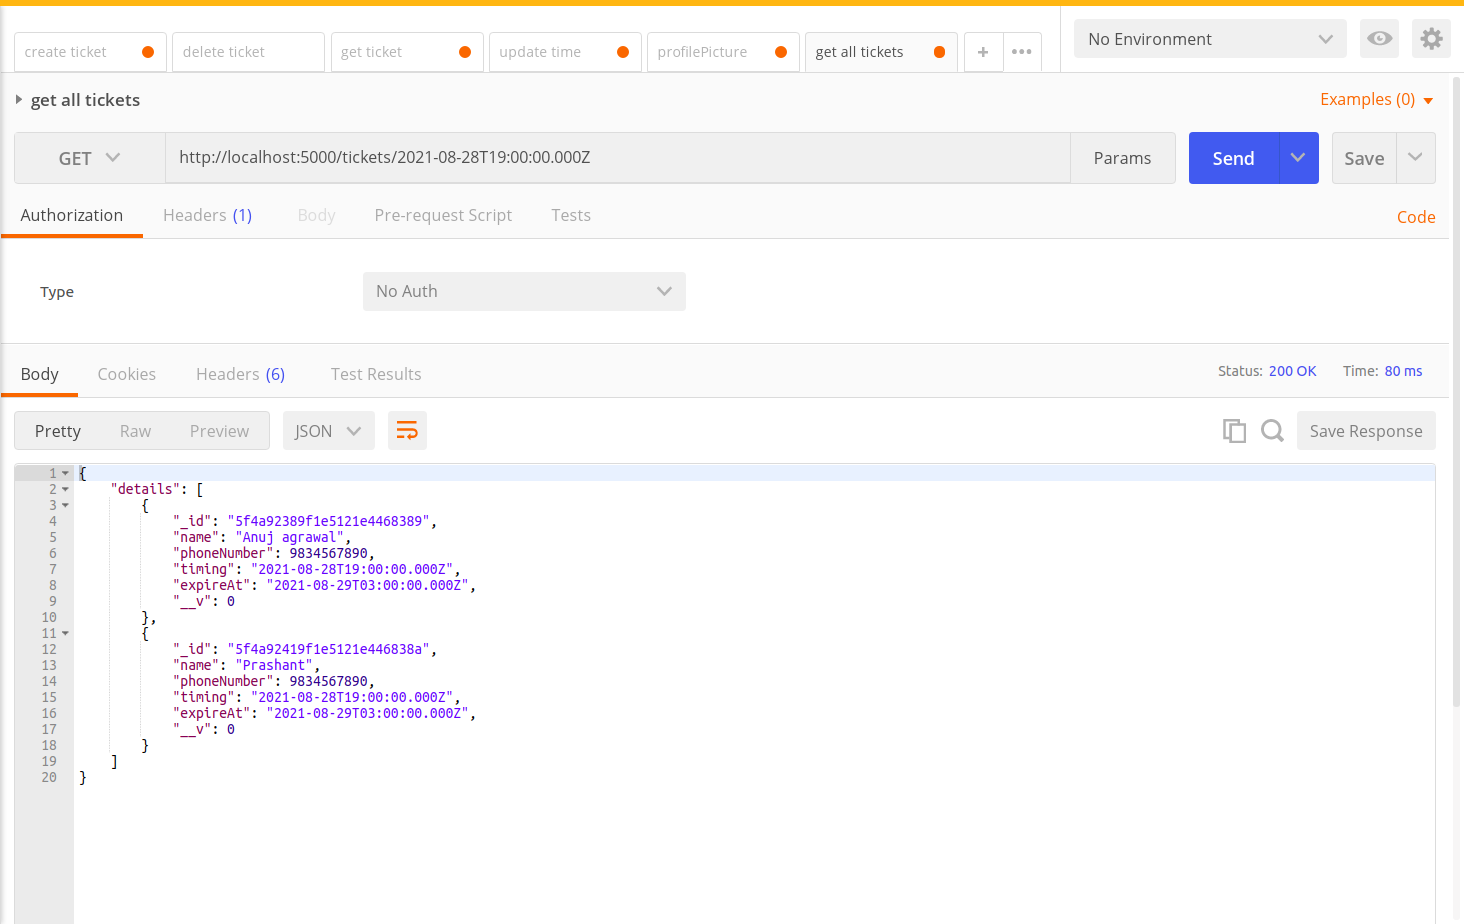 create ticket delete ticket get ticket update time profilePicture get all tickets + ••• No Environment
get all tickets Examples (0)
GET http://localhost:5000/tickets/2021-08-28T19:00:00.000Z Params Send Save
Authorization Headers (1) Body Pre-request Script Tests Code
Type No Auth
Body Cookies Headers (6) Test Results Status: 200 OK Time: 80 ms
Pretty Raw Preview JSON Save Response
1 {
2 "details": [
3 {
4 "_id": "5f4a92389f1e5121e4468389",
5 "name": "Anuj agrawal",
6 "phoneNumber": 9834567890,
7 "timing": "2021-08-28T19:00:00.000Z",
8 "expireAt": "2021-08-29T03:00:00.000Z",
9 "__v": 0
10 },
11 {
12 "_id": "5f4a92419f1e5121e446838a",
13 "name": "Prashant",
14 "phoneNumber": 9834567890,
15 "timing": "2021-08-28T19:00:00.000Z",
16 "expireAt": "2021-08-29T03:00:00.000Z",
17 "__v": 0
18 }
19 ]
20 }